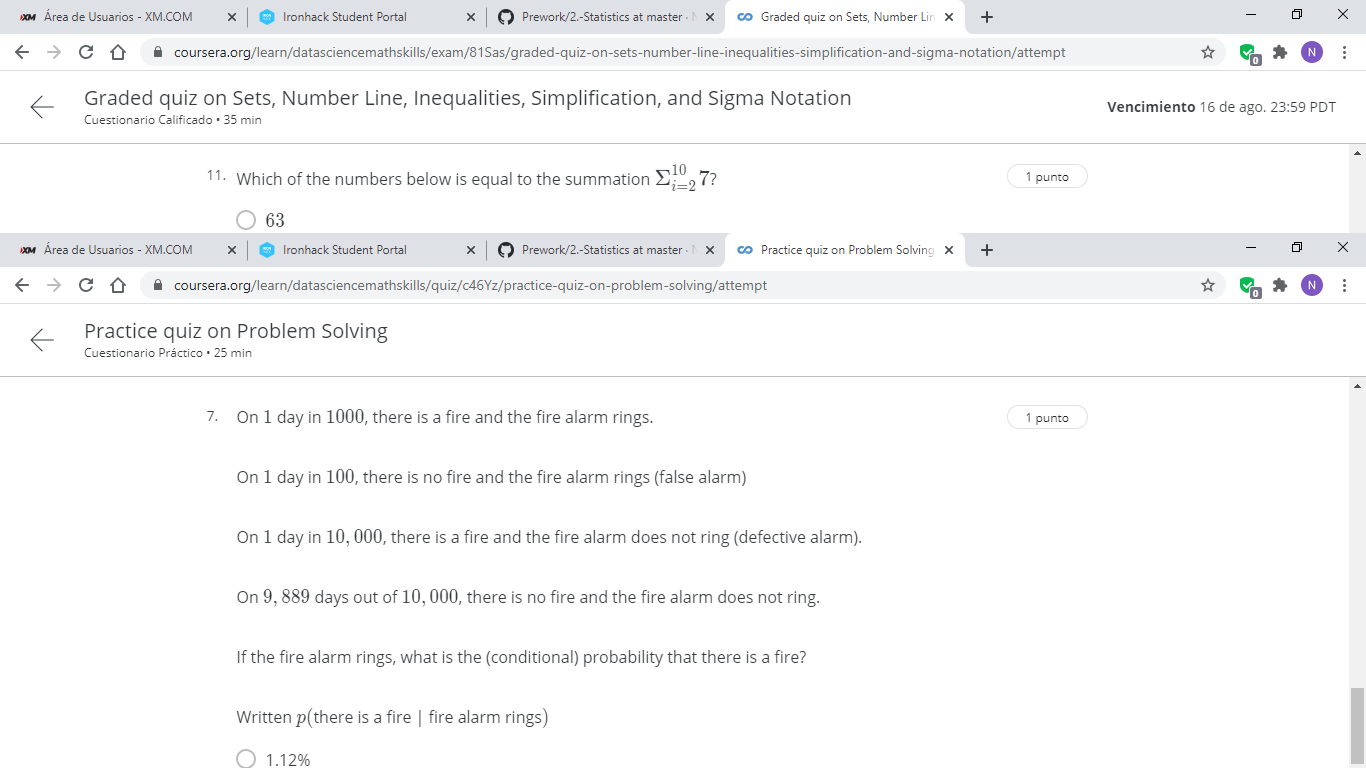 XM Área de Usuarios - XM.COM × Ironhack Student Portal × Prework/2.-Statistics at master · × Graded quiz on Sets, Number Lin × +
coursera.org/learn/datasciencemathskills/exam/81Sas/graded-quiz-on-sets-number-line-inequalities-simplification-and-sigma-notation/attempt 0 N
Graded quiz on Sets, Number Line, Inequalities, Simplification, and Sigma Notation
Cuestionario Calificado • 35 min
Vencimiento 16 de ago. 23:59 PDT
11. Which of the numbers below is equal to the summation Σ_{i=2}^{10} 7?
1 punto
63
XM Área de Usuarios - XM.COM × Ironhack Student Portal × Prework/2.-Statistics at master · × Practice quiz on Problem Solving × +
coursera.org/learn/datasciencemathskills/quiz/c46Yz/practice-quiz-on-problem-solving/attempt 0 N
Practice quiz on Problem Solving
Cuestionario Práctico • 25 min
7. On 1 day in 1000, there is a fire and the fire alarm rings.
1 punto
On 1 day in 100, there is no fire and the fire alarm rings (false alarm)
On 1 day in 10, 000, there is a fire and the fire alarm does not ring (defective alarm).
On 9, 889 days out of 10, 000, there is no fire and the fire alarm does not ring.
If the fire alarm rings, what is the (conditional) probability that there is a fire?
Written p(there is a fire | fire alarm rings)
1.12%